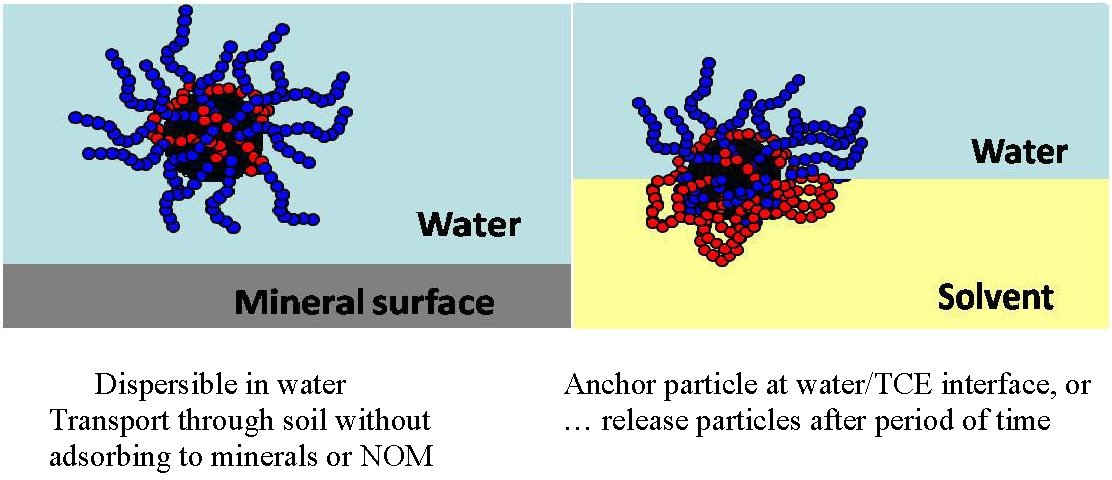 Water
Mineral surface
Water
Solvent
Dispersible in water
Transport through soil without
adsorbing to minerals or NOM
Anchor particle at water/TCE interface, or
… release particles after period of time